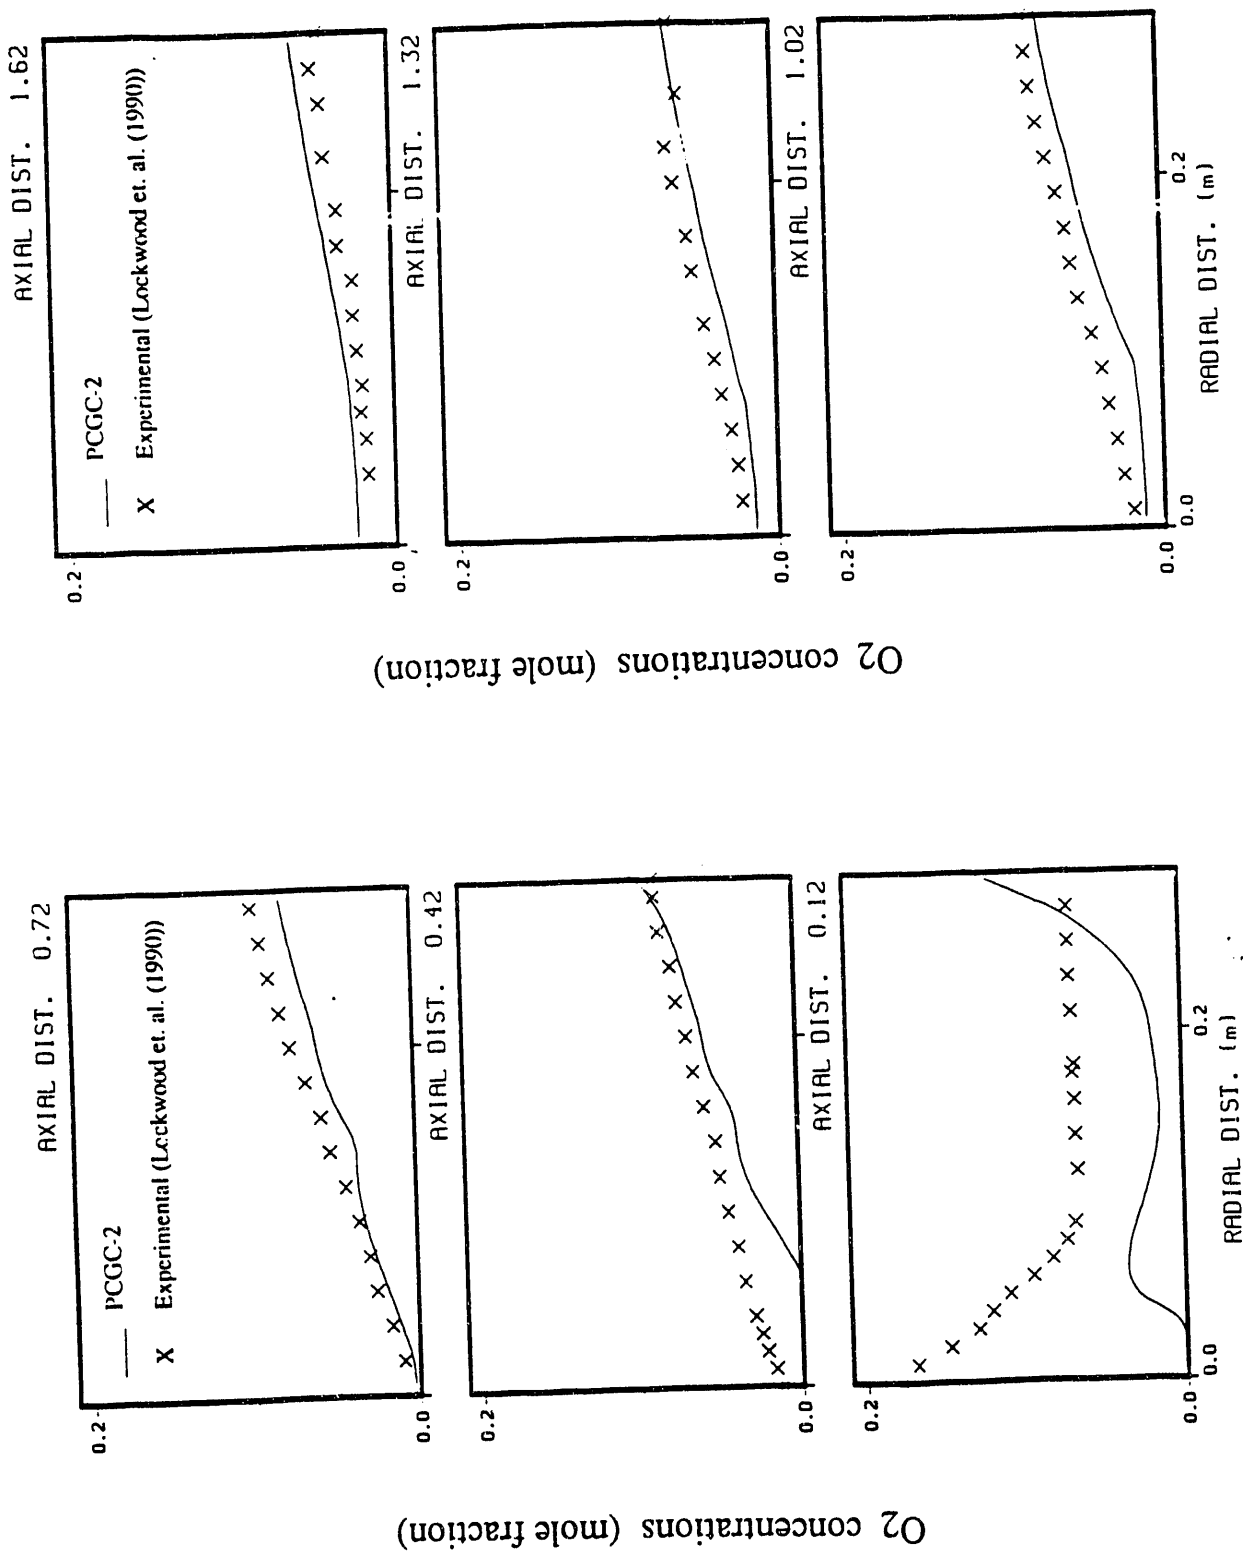 AXIAL DIST. 1.62
0.2
PCGC-2
X Experimental (Lockwood et. al. (1990))
0.0
AXIAL DIST. 1.32
0.2
0.0
AXIAL DIST. 1.02
0.2
0.0
0.0
0.2
RADIAL DIST. (m)
O2 concentrations (mole fraction)
AXIAL DIST. 0.72
0.2
PCGC-2
X Experimental (Lockwood et. al. (1990))
0.0
AXIAL DIST. 0.42
0.2
0.0
AXIAL DIST. 0.12
0.2
0.0
0.0
0.2
RADIAL DIST. (m)
O2 concentrations (mole fraction)